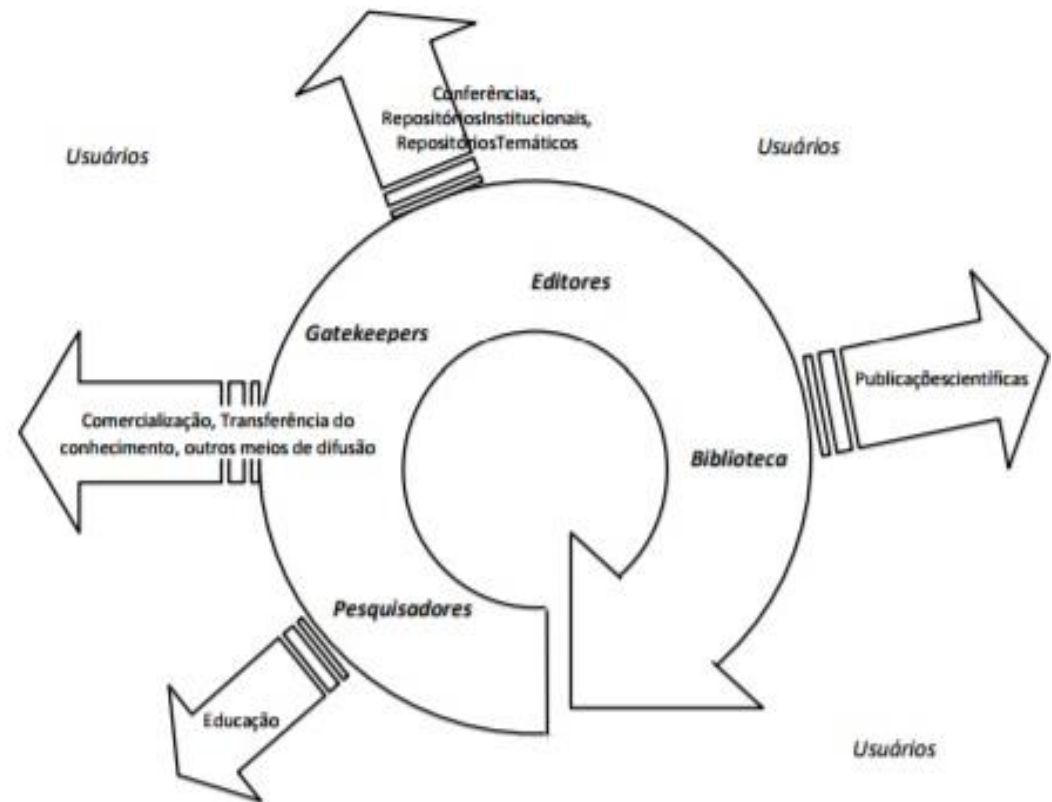 Conferências,
RepositóriosInstitucionais,
RepositóriosTemáticos
Usuários
Usuários
Editores
Gatekeepers
Publicaçõescientíficas
Comercialização, Transferência do
conhecimento, outros meios de difusão
Biblioteca
Pesquisadores
Educação
Usuários